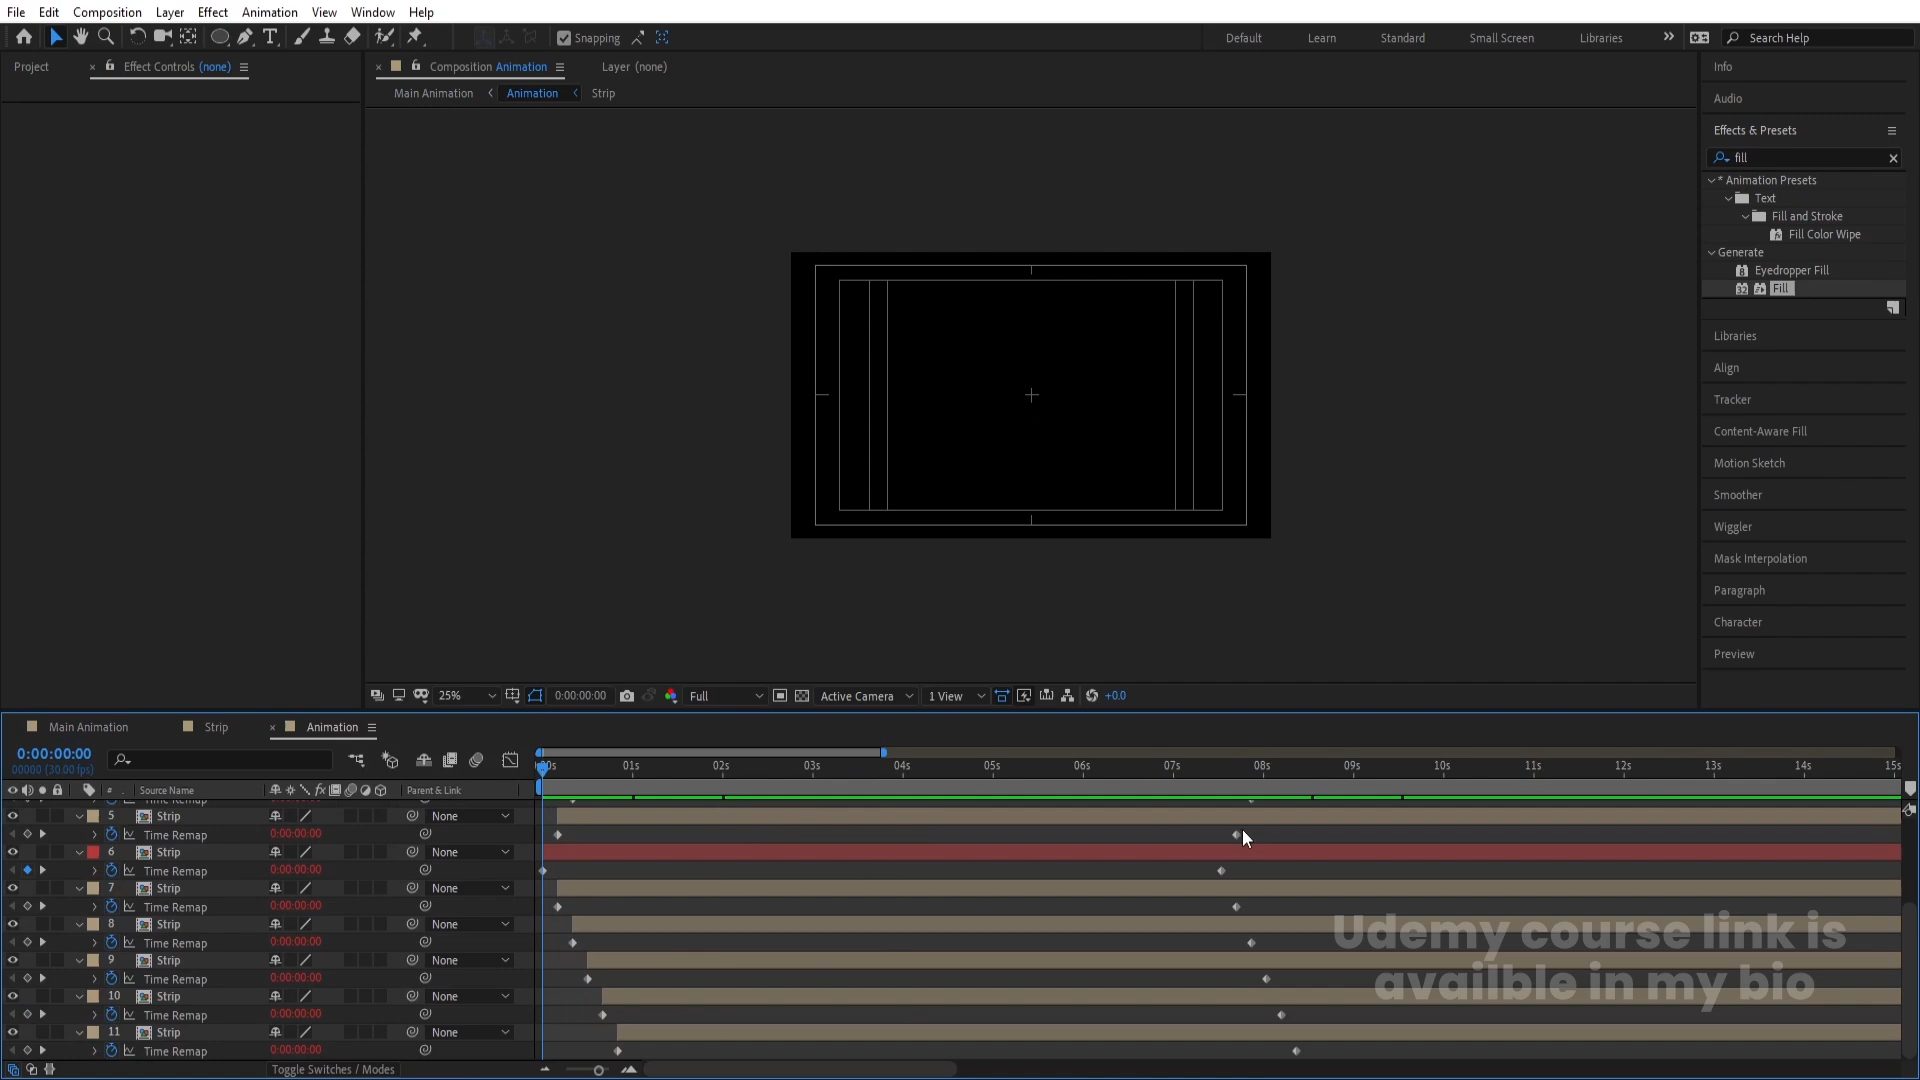 File Edit Composition Layer Effect Animation View Window Help
Snapping Default Learn Standard Small Screen Libraries Search Help
Project Effect Controls (none) Composition Animation Layer (none) Info
Main Animation Animation Strip
Audio
Effects & Presets
fill
* Animation Presets
Text
Fill and Stroke
Fill Color Wipe
Generate
Eyedropper Fill
Fill
Libraries
Align
Tracker
Content-Aware Fill
Motion Sketch
Smoother
Wiggler
Mask Interpolation
Paragraph
Character
Preview
25% 0:00:00:00 Full Active Camera 1 View +0.0
Main Animation Strip Animation
0:00:00:00
00000 (30.00 fps)
01s 02s 03s 04s 05s 06s 07s 08s 09s 10s 11s 12s 13s 14s 15s
# Source Name fx Parent & Link
5 Strip None
Time Remap 0:00:00:00
6 Strip None
Time Remap 0:00:00:00
7 Strip None
Time Remap 0:00:00:00
8 Strip None
Time Remap 0:00:00:00
9 Strip None
Time Remap 0:00:00:00
10 Strip None
Time Remap 0:00:00:00
11 Strip None
Time Remap 0:00:00:00
Toggle Switches / Modes
Udemy course link is
availble in my bio